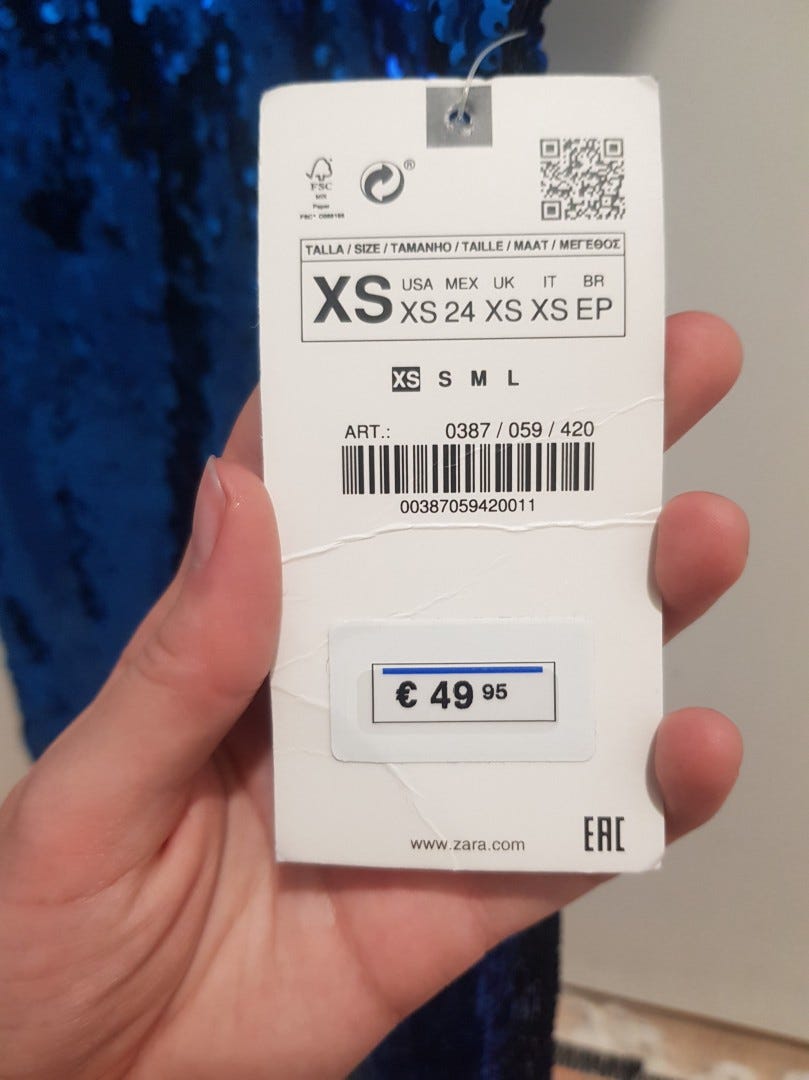 FSC
MIX
Paper
®
TALLA / SIZE / TAMANHO / TAILLE / MAAT / ΜΕΓΕΘΟΣ
XS
USA MEX UK IT BR
XS 24 XS XS EP
XS S M L
ART.: 0387 / 059 / 420
00387059420011
€ 49 95
www.zara.com
EAC